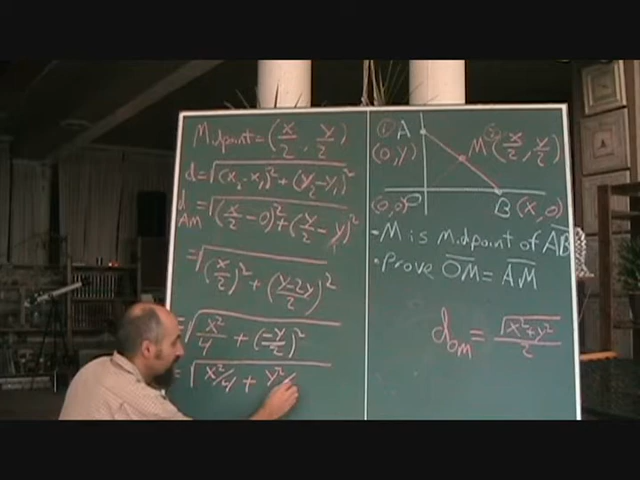 Midpoint = (x/2, y/2)
d = √(x₂-x₁)² + (y₂-y₁)²
d AM = √(x/2 - 0)² + (y/2 - y)²
= √(x/2)² + (y-2y/2)²
= √x²/4 + (-y/2)²
= √x²/4 + y²/
① A
(0,y)
M ② (x/2, y/2)
(0,0) O
B (x,0)
- M is midpoint of AB
• Prove OM = AM
d OM = √x²+y²/2